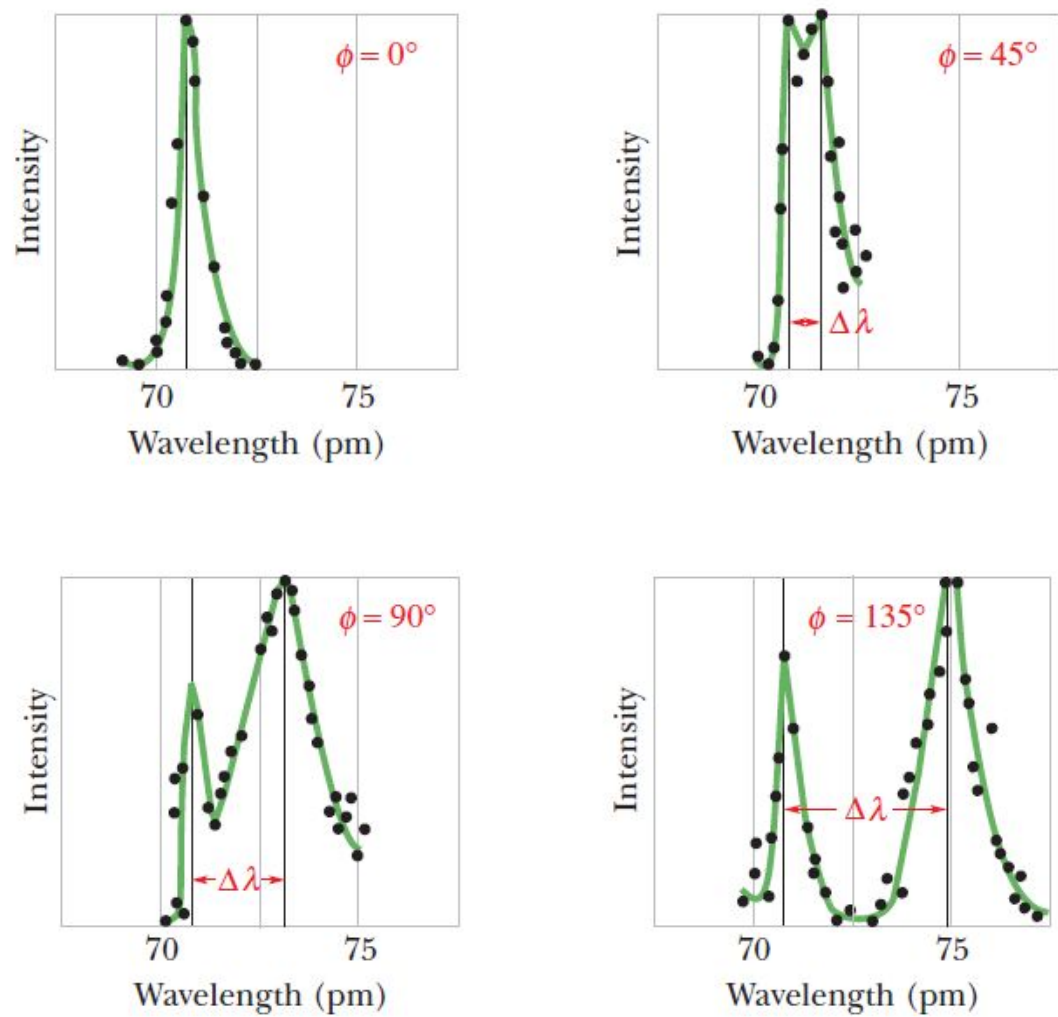 Intensity
ϕ = 0°
70 75
Wavelength (pm)
Intensity
ϕ = 45°
Δλ
70 75
Wavelength (pm)
Intensity
ϕ = 90°
Δλ
70 75
Wavelength (pm)
Intensity
ϕ = 135°
Δλ
70 75
Wavelength (pm)